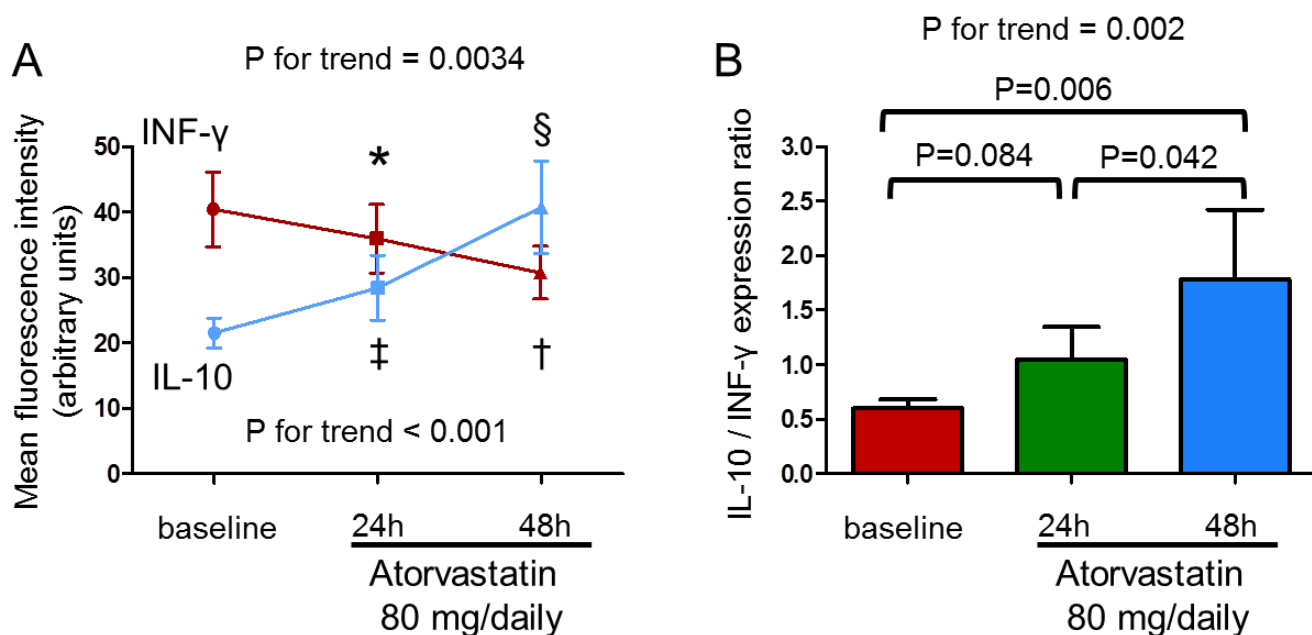 A
P for trend = 0.0034
Mean fluorescence intensity
(arbitrary units)
INF-γ
§
50
*
40
30
20
‡
†
IL-10
10
P for trend < 0.001
0
baseline
24h
48h
Atorvastatin
80 mg/daily
B
P for trend = 0.002
P=0.006
P=0.084
P=0.042
IL-10 / INF-γ expression ratio
3.0
2.5
2.0
1.5
1.0
0.5
0.0
baseline
24h
48h
Atorvastatin
80 mg/daily